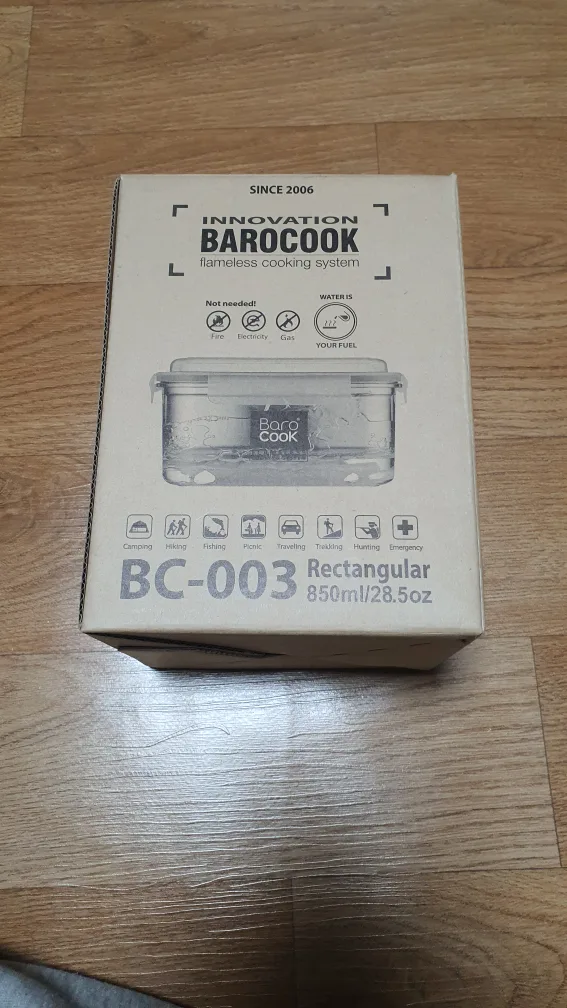 SINCE 2006
INNOVATION
BAROCOOK
flameless cooking system
Not needed!
Fire Electricity Gas
WATER IS
YOUR FUEL
Baro
Cook
Camping Hiking Fishing Picnic Traveling Trekking Hunting Emergency
BC-003 Rectangular
850ml/28.5oz